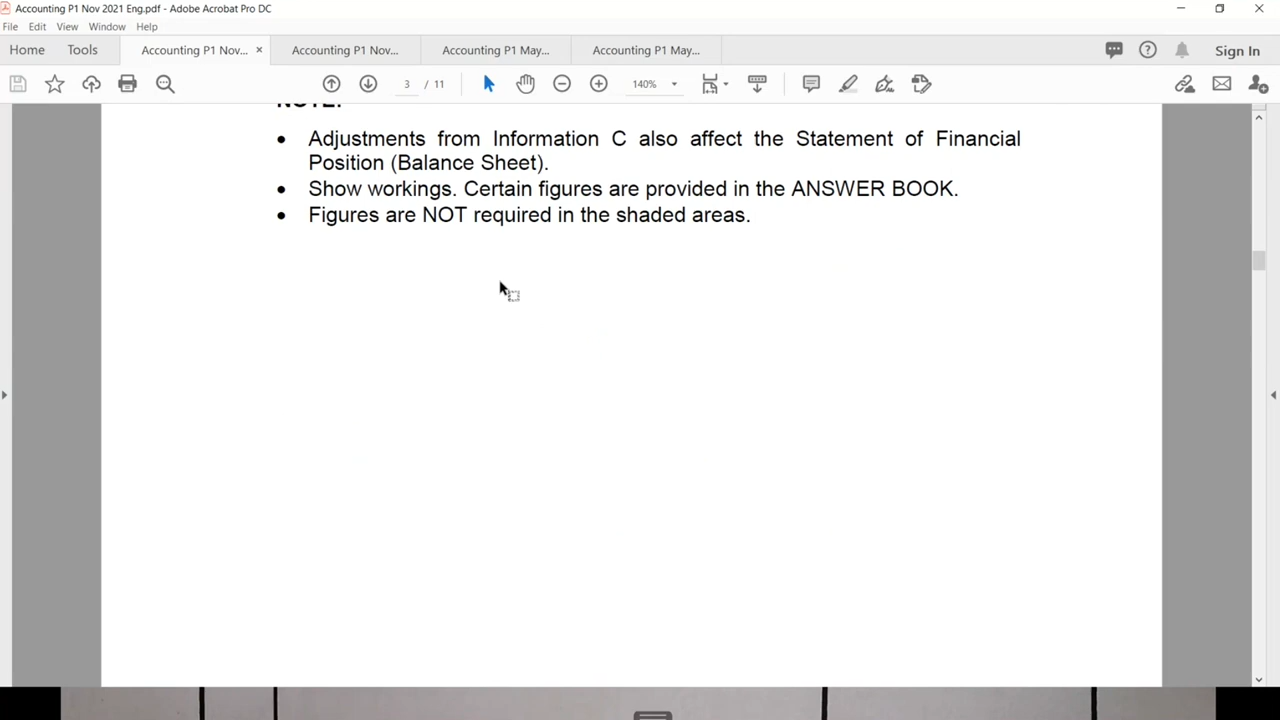 Accounting P1 Nov 2021 Eng.pdf - Adobe Acrobat Pro DC
File Edit View Window Help
Home Tools Accounting P1 Nov... × Accounting P1 Nov... Accounting P1 May... Accounting P1 May... Sign In
3 / 11 140%
NOTE:
• Adjustments from Information C also affect the Statement of Financial
Position (Balance Sheet).
• Show workings. Certain figures are provided in the ANSWER BOOK.
• Figures are NOT required in the shaded areas.